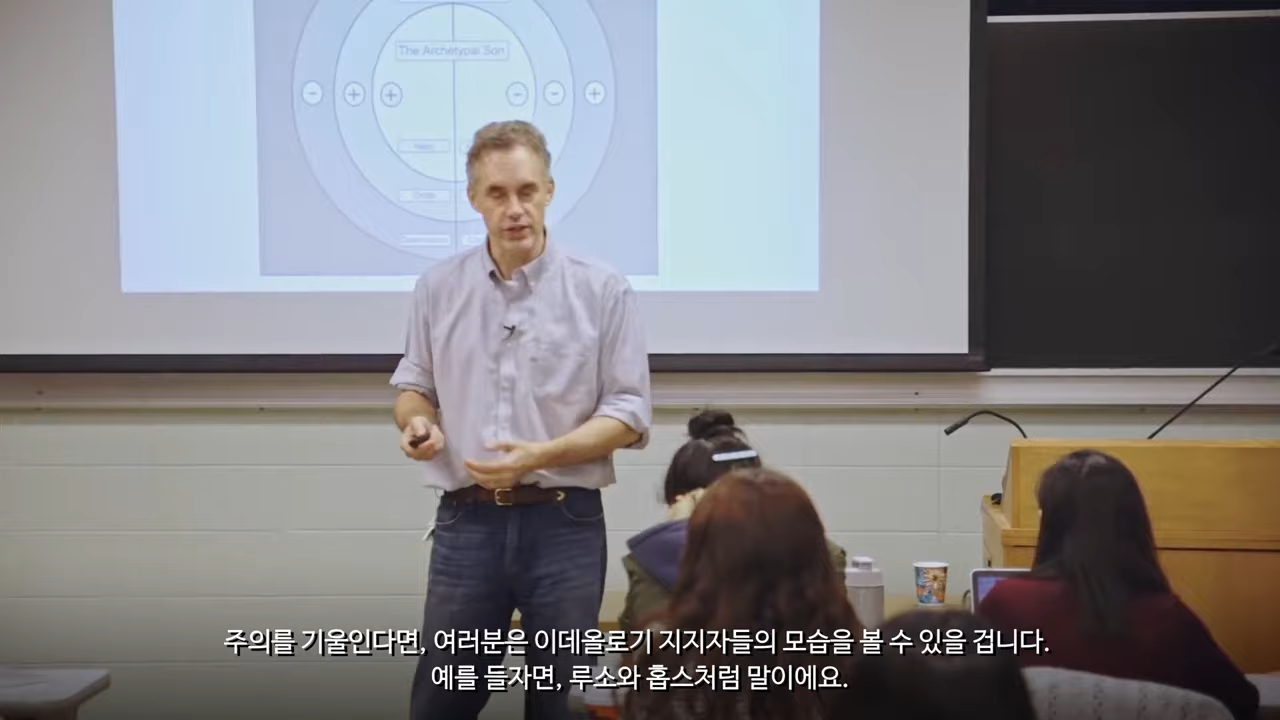 The Archetypal Son
주의를 기울인다면, 여러분은 이데올로기 지지자들의 모습을 볼 수 있을 겁니다.
예를 들자면, 루소와 홉스처럼 말이에요.